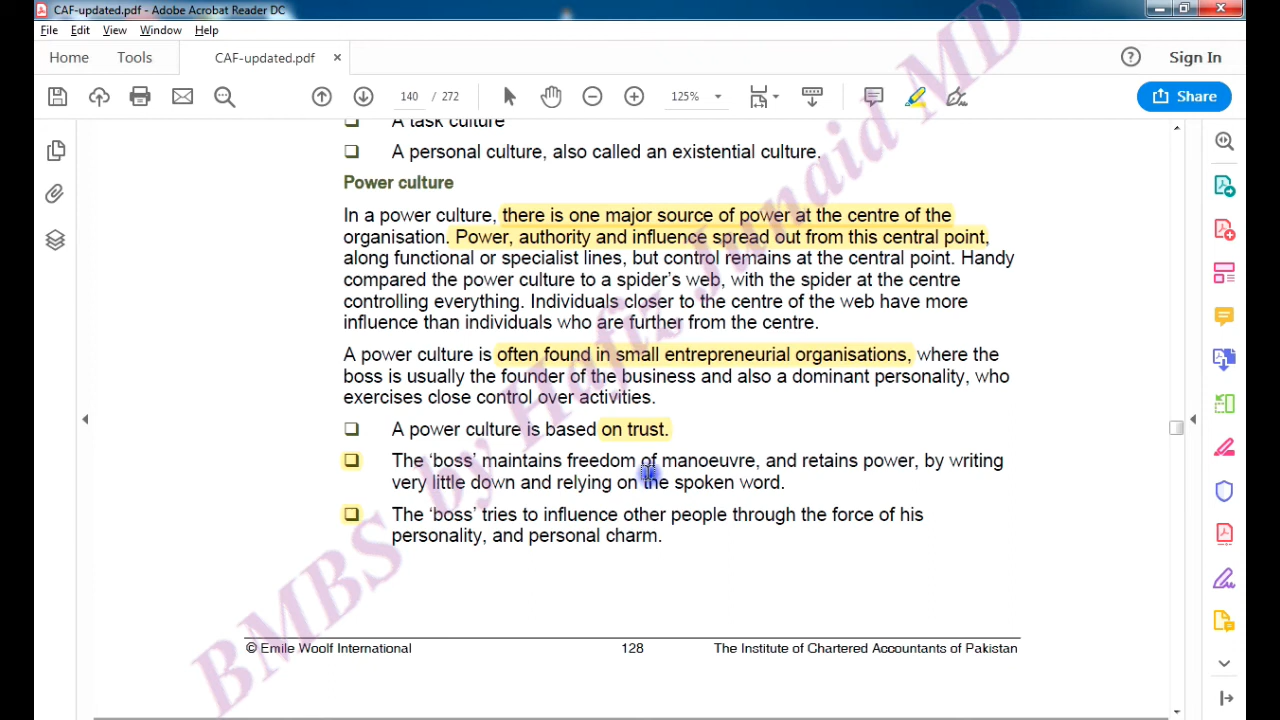 CAF-updated.pdf - Adobe Acrobat Reader DC
File Edit View Window Help
Home Tools CAF-updated.pdf × Sign In
140 / 272 125% Share
A task culture
A personal culture, also called an existential culture.
Power culture
In a power culture, there is one major source of power at the centre of the
organisation. Power, authority and influence spread out from this central point,
along functional or specialist lines, but control remains at the central point. Handy
compared the power culture to a spider's web, with the spider at the centre
controlling everything. Individuals closer to the centre of the web have more
influence than individuals who are further from the centre.
A power culture is often found in small entrepreneurial organisations, where the
boss is usually the founder of the business and also a dominant personality, who
exercises close control over activities.
A power culture is based on trust.
The ‘boss’ maintains freedom of manoeuvre, and retains power, by writing
very little down and relying on the spoken word.
The ‘boss’ tries to influence other people through the force of his
personality, and personal charm.
© Emile Woolf International 128 The Institute of Chartered Accountants of Pakistan
BMBS by Hafiz Junaid MD